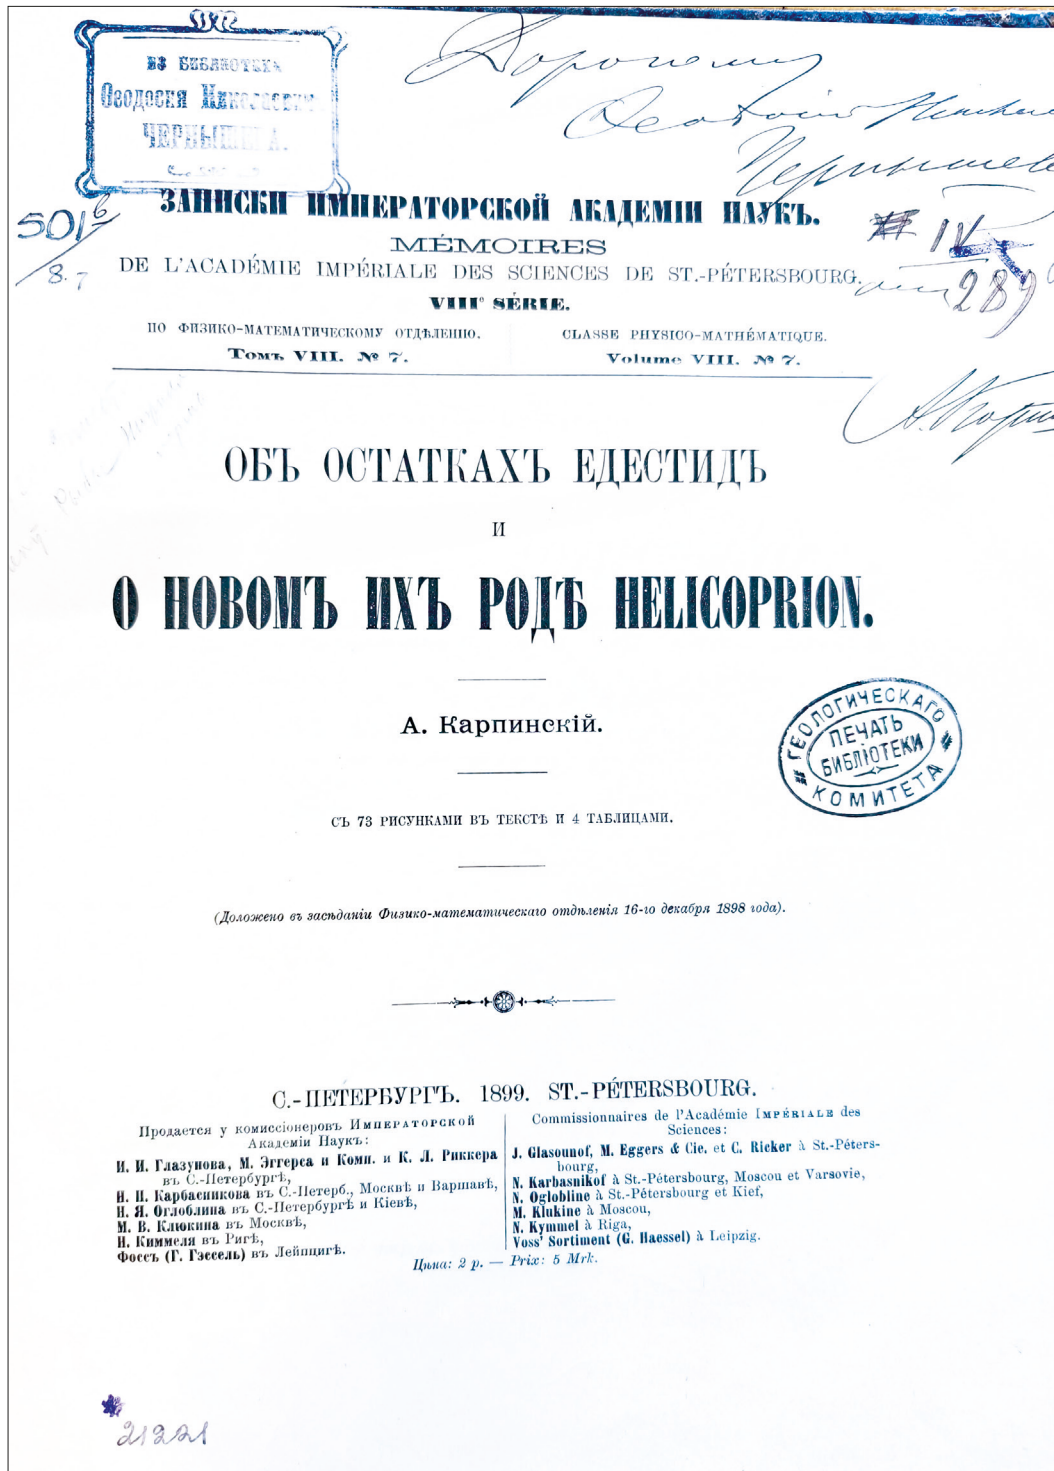 ИЗ БИБЛІОТЕКИ
Ѳеодосія Николаевича
ЧЕРНЫШЕВА.
Дорогому
Ѳеодосію
Чернышеву
501 b
8. 7
IV
289
ЗАПИСКИ ИМПЕРАТОРСКОЙ АКАДЕМІИ НАУКЪ.
MÉMOIRES
DE L'ACADÉMIE IMPÉRIALE DES SCIENCES DE ST.-PÉTERSBOURG.
VIIIᵉ SÉRIE.
ПО ФИЗИКО-МАТЕМАТИЧЕСКОМУ ОТДѢЛЕНІЮ. CLASSE PHYSICO-MATHÉMATIQUE.
Томъ VIII. № 7. Volume VIII. № 7.
ОБЪ ОСТАТКАХЪ ЕДЕСТИДЪ
И
О НОВОМЪ ИХЪ РОДѢ HELICOPRION.
А. Карпинскій.
ГЕОЛОГИЧЕСКАГО
ПЕЧАТЬ
БИБЛІОТЕКИ
КОМИТЕТА
СЪ 73 РИСУНКАМИ ВЪ ТЕКСТѢ И 4 ТАБЛИЦАМИ.
(Доложено въ засѣданіи Физико-математическаго отдѣленія 16-го декабря 1898 года).
С.-ПЕТЕРБУРГЪ. 1899. ST.-PÉTERSBOURG.
Продается у комиссіонеровъ ИМПЕРАТОРСКОЙ
Академіи Наукъ:
И. И. Глазунова, М. Эггерса и Комп. и К. Л. Риккера
въ С.-Петербургѣ,
Н. П. Карбасникова въ С.-Петерб., Москвѣ и Варшавѣ,
Н. Я. Оглоблина въ С.-Петербургѣ и Кіевѣ,
М. В. Клюкина въ Москвѣ,
Н. Киммеля въ Ригѣ,
Фоссъ (Г. Гэссель) въ Лейпцигѣ.
Commissionnaires de l'Académie IMPÉRIALE des
Sciences:
J. Glasounof, M. Eggers & Cie. et C. Ricker à St.-Péters-
bourg,
N. Karbasnikof à St.-Pétersbourg, Moscou et Varsovie,
N. Oglobline à St.-Pétersbourg et Kief,
M. Klukine à Moscou,
N. Kymmel à Riga,
Voss' Sortiment (G. Haessel) à Leipzig.
Цѣна: 2 р. — Prix: 5 Mrk.
21221